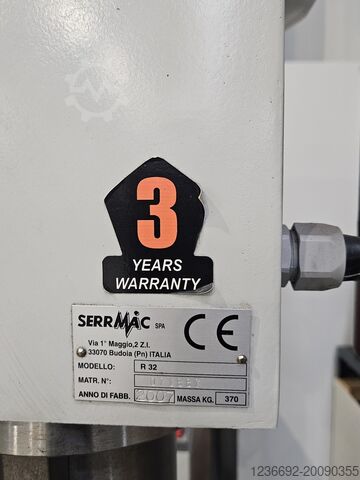 3
YEARS
WARRANTY
SERRMAC SPA
CE
Via 1° Maggio,2 Z.I.
33070 Budoia (Pn) ITALIA
MODELLO: R 32
MATR. N°:
ANNO DI FABB. 2007 MASSA KG. 370
1236692-20090355